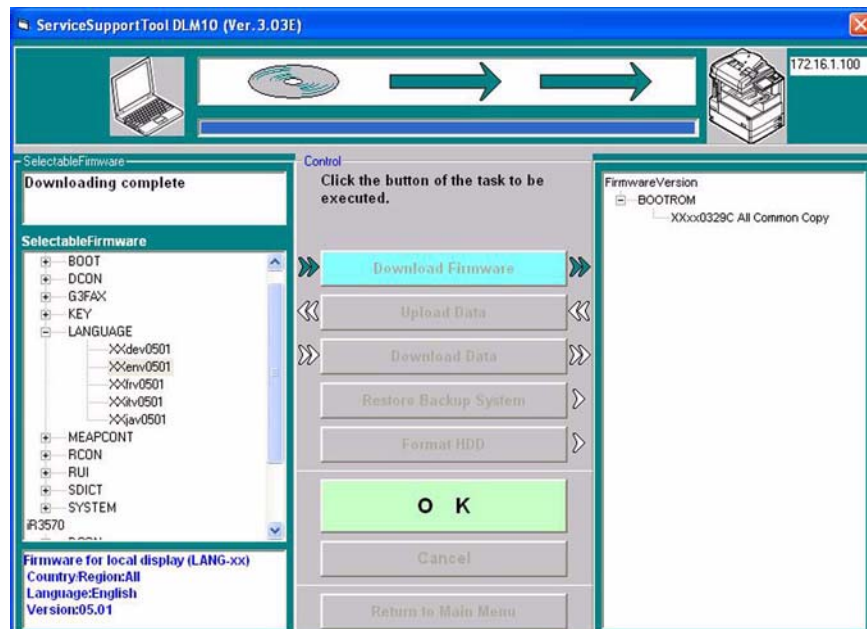 ServiceSupportTool DLM10 (Ver.3.03E)
172.16.1.100
SelectableFirmware
Downloading complete
SelectableFirmware
BOOT
DCON
G3FAX
KEY
LANGUAGE
XXdev0501
XXenv0501
XXfrv0501
XXitv0501
XXjav0501
MEAPCONT
RCON
RUI
SDICT
SYSTEM
iR3570
Firmware for local display (LANG-xx)
Country/Region:All
Language:English
Version:05.01
Control
Click the button of the task to be
executed.
Download Firmware
Upload Data
Download Data
Restore Backup System
Format HDD
O K
Cancel
Return to Main Menu
FirmwareVersion
BOOTROM
XXxx0329C All Common Copy